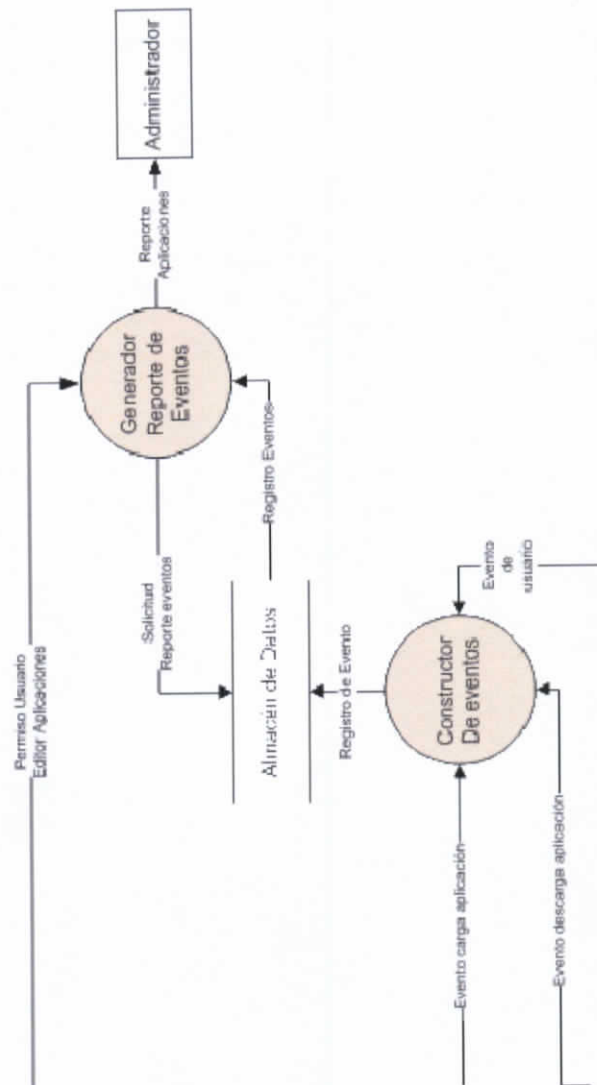 Administrador
Reporte
Aplicaciones
Generador
Reporte de
Eventos
Permiso Usuario
Editor Aplicaciones
Solicitud
Reporte eventos
Registro Eventos
Almacén de Datos
Registro de Evento
Evento
de
usuario
Constructor
De eventos
Evento carga aplicación
Evento descarga aplicación